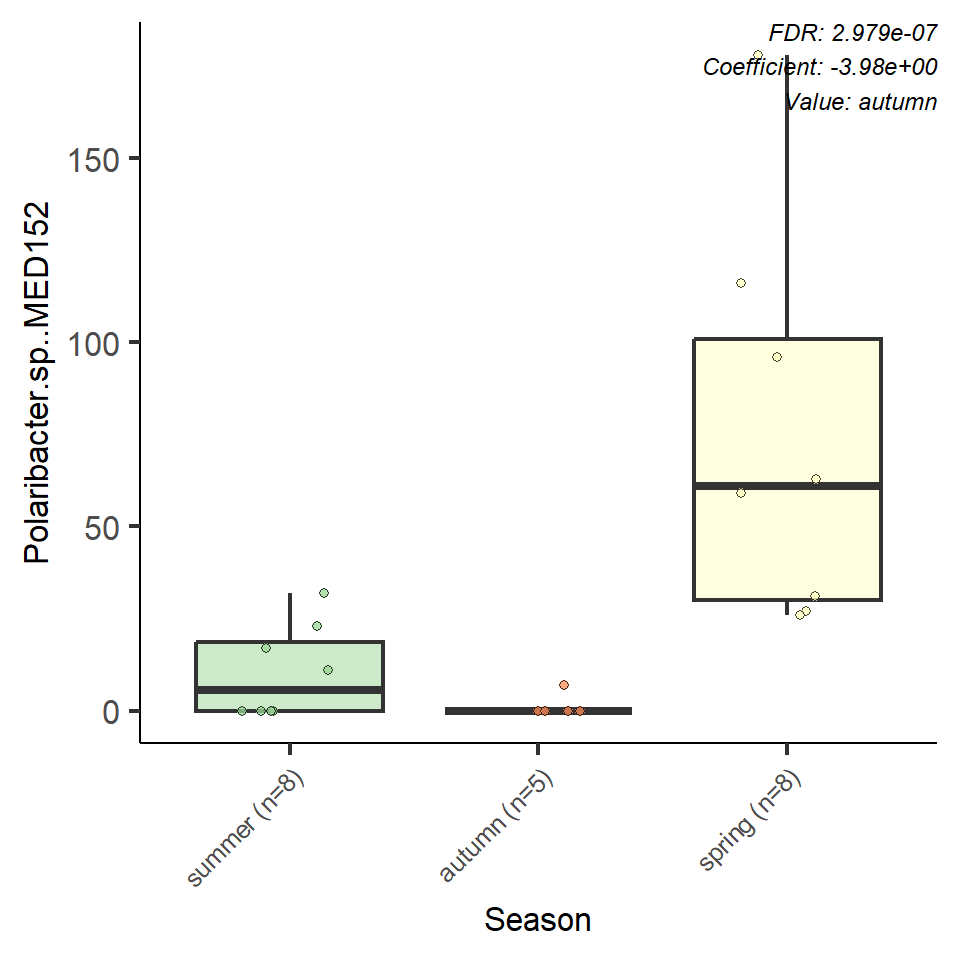 FDR: 2.979e-07
Coefficient: -3.98e+00
Value: autumn
Polaribacter.sp..MED152
150
100
50
0
summer (n=8)
autumn (n=5)
spring (n=8)
Season